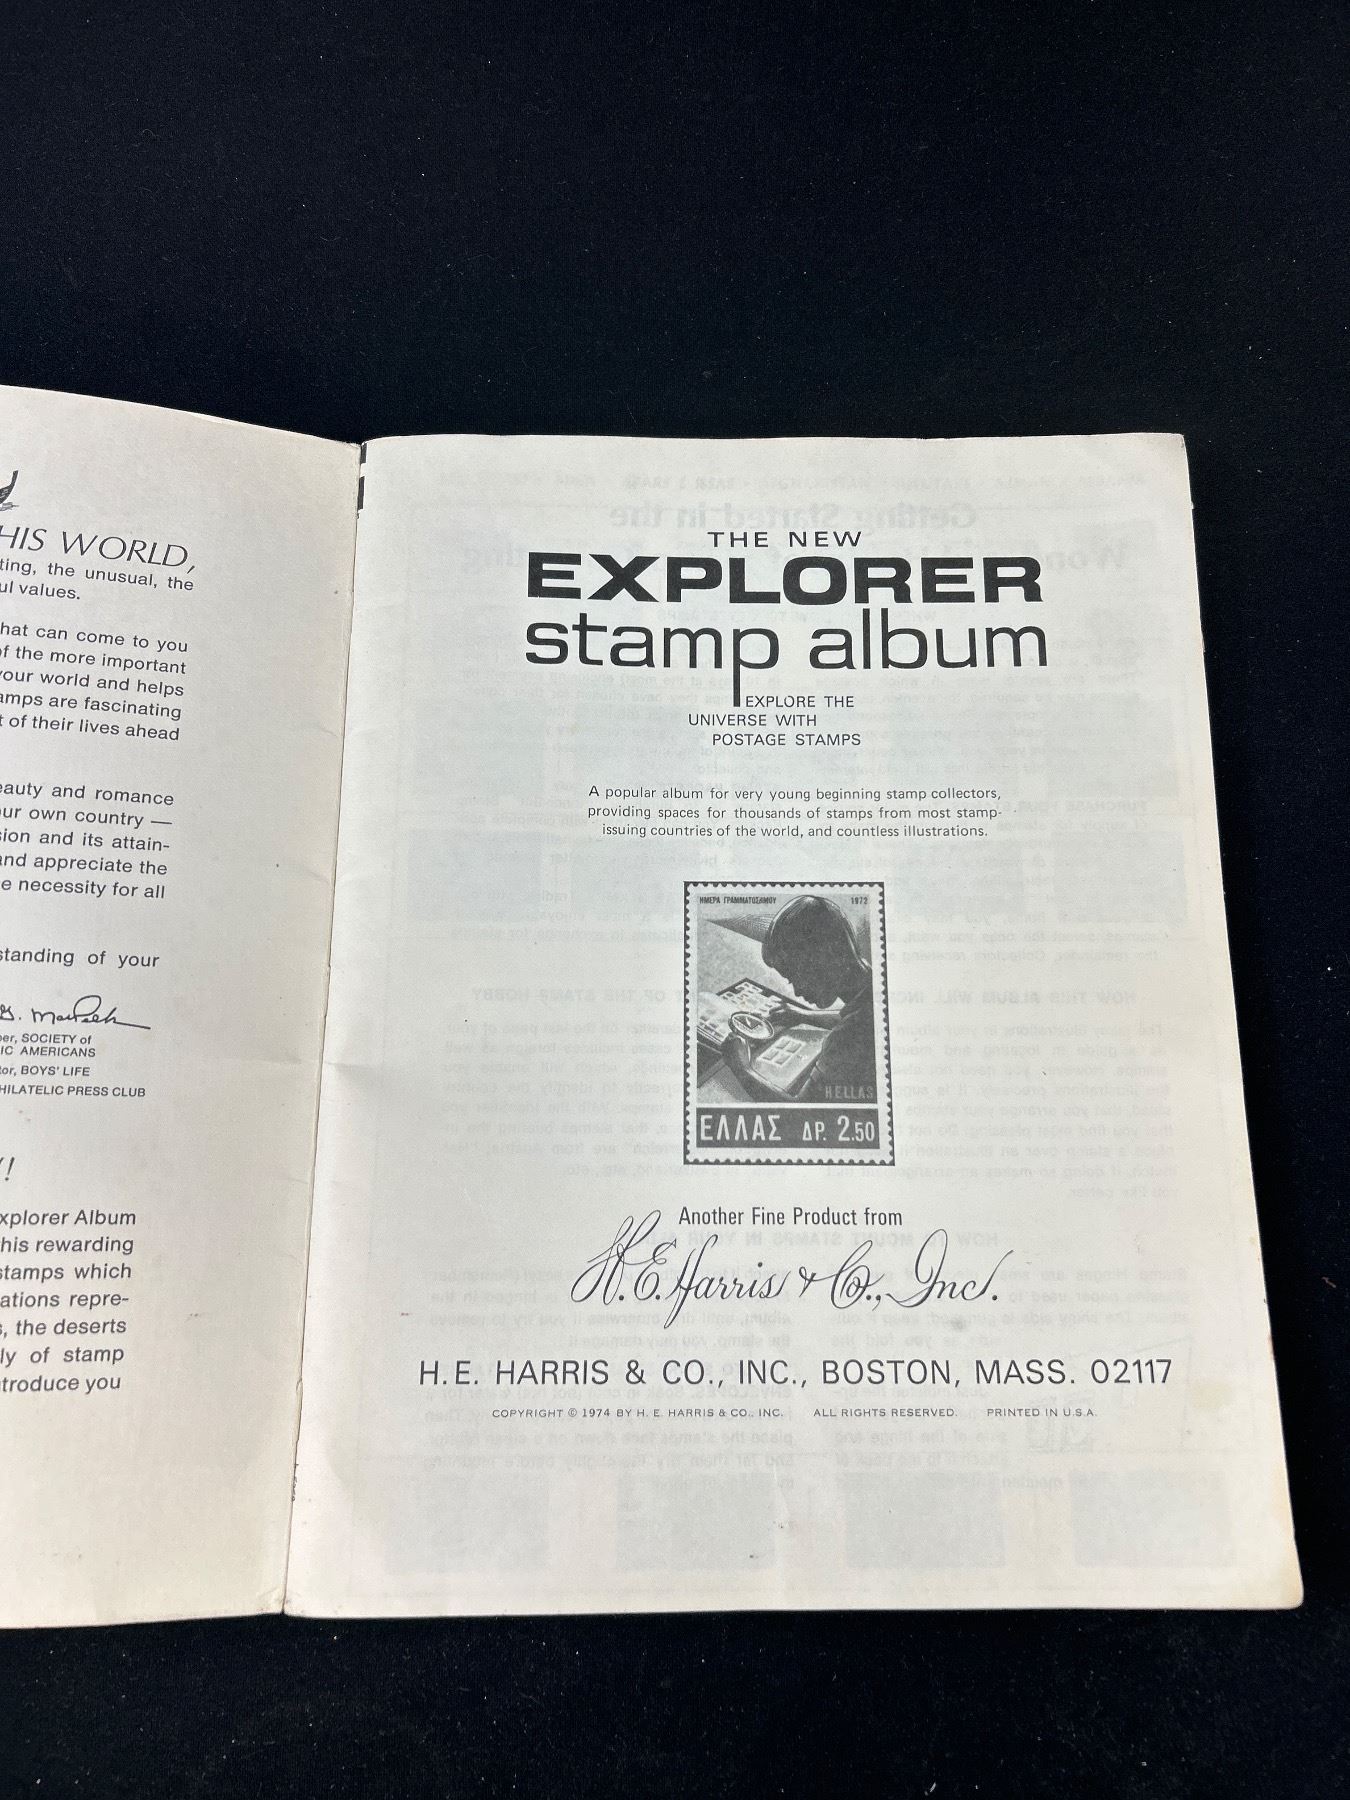 HIS WORLD,
ting, the unusual, the
ul values.
hat can come to you
of the more important
your world and helps
amps are fascinating
t of their lives ahead
eauty and romance
ur own country —
sion and its attain-
and appreciate the
e necessity for all
standing of your
er, SOCIETY of
IC AMERICANS
tor, BOYS' LIFE
HILATELIC PRESS CLUB
Y!
xplorer Album
his rewarding
stamps which
ations repre-
s, the deserts
ly of stamp
troduce you
THE NEW
EXPLORER
stamp album
EXPLORE THE
UNIVERSE WITH
POSTAGE STAMPS
A popular album for very young beginning stamp collectors,
providing spaces for thousands of stamps from most stamp-
issuing countries of the world, and countless illustrations.
ΗΜΕΡΑ ΓΡΑΜΜΑΤΟΣΗΜΟΥ 1972
HELLAS
ΕΛΛΑΣ ΔΡ. 2.50
Another Fine Product from
H.E. Harris & Co., Inc.
H.E. HARRIS & CO., INC., BOSTON, MASS. 02117
COPYRIGHT © 1974 BY H. E. HARRIS & CO., INC. ALL RIGHTS RESERVED. PRINTED IN U.S.A.